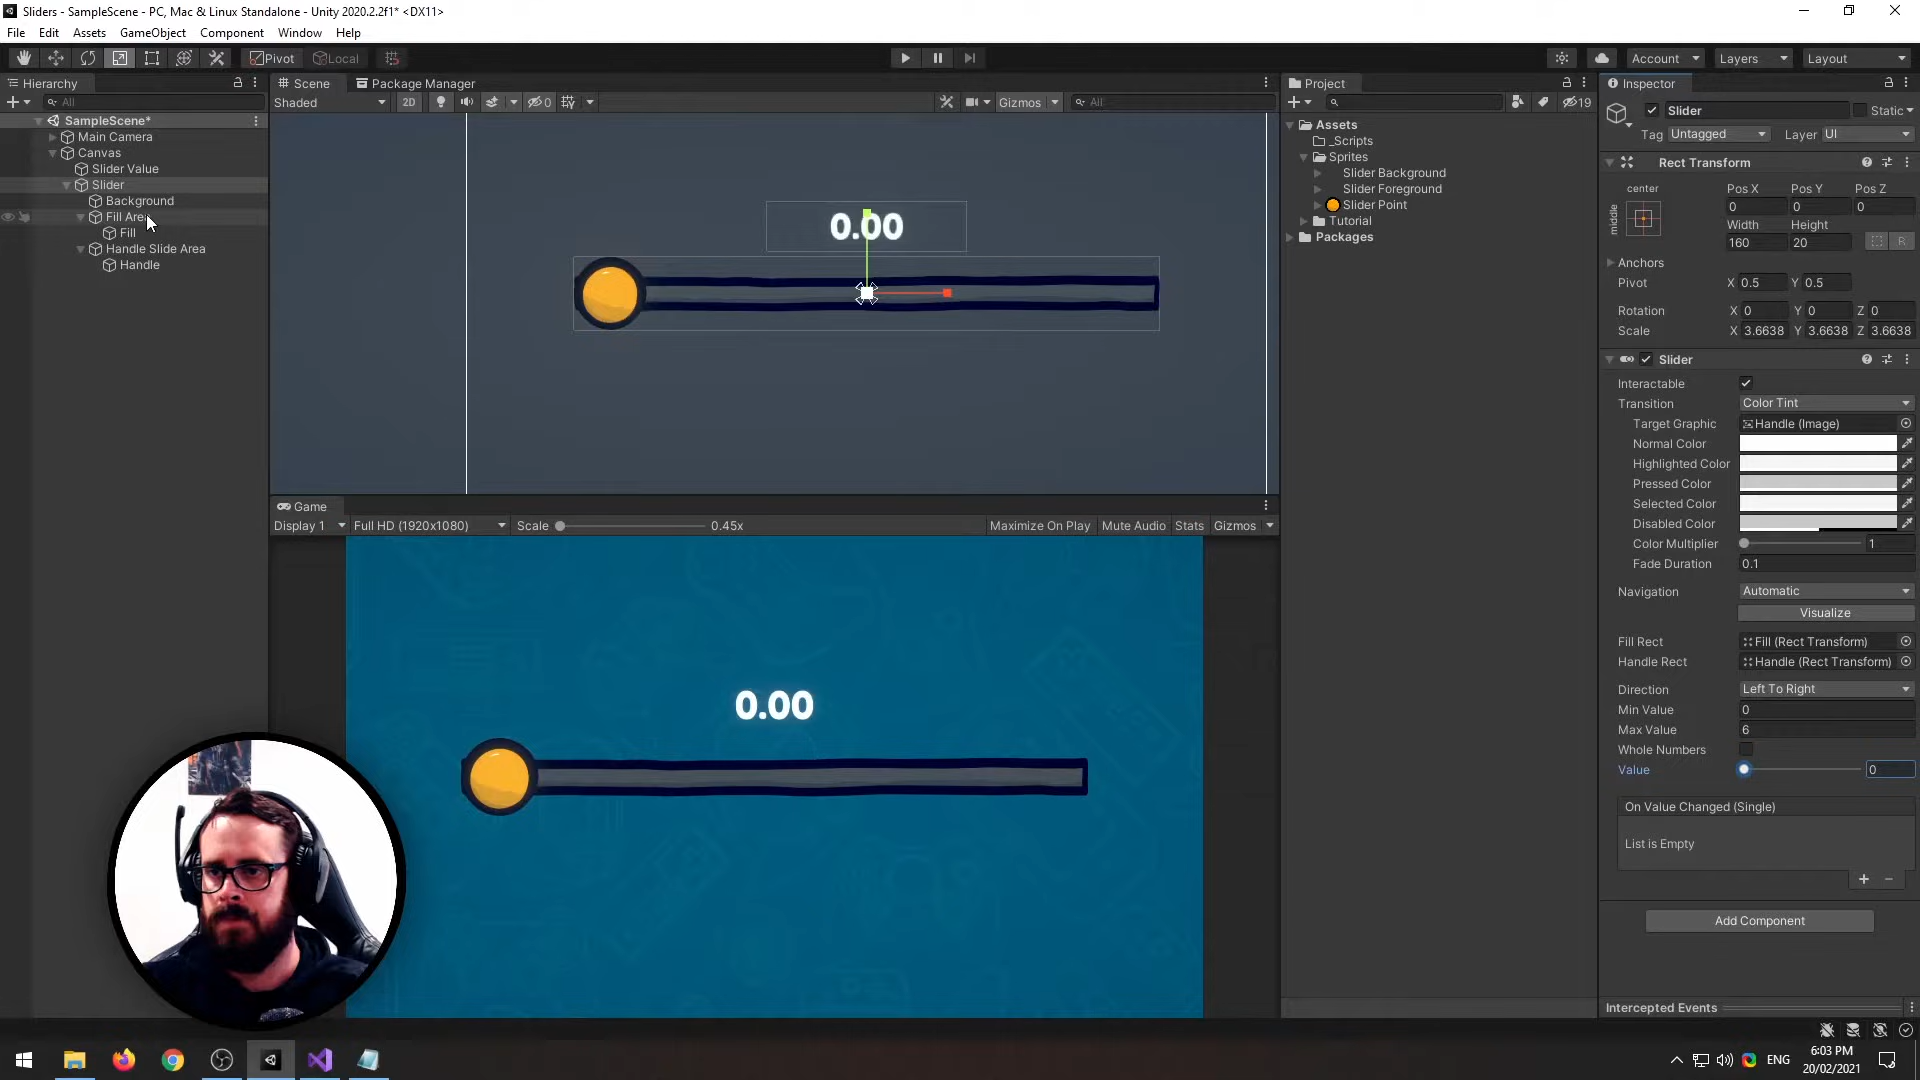 Sliders - SampleScene - PC, Mac & Linux Standalone - Unity 2020.2.2f1* <DX11>
File Edit Assets GameObject Component Window Help
Pivot Local Account Layers Layout
Hierarchy
All
SampleScene*
Main Camera
Canvas
Slider Value
Slider
Background
Fill Area
Fill
Handle Slide Area
Handle
Scene Package Manager
Shaded 2D 0 Gizmos All
0.00
Game
Display 1 Full HD (1920x1080) Scale 0.45x Maximize On Play Mute Audio Stats Gizmos
0.00
Project
19
Assets
_Scripts
Sprites
Slider Background
Slider Foreground
Slider Point
Tutorial
Packages
Inspector
Slider Static
Tag Untagged Layer UI
Rect Transform
center Pos X Pos Y Pos Z
middle 0 0 0
Width Height
160 20 R
Anchors
Pivot X 0.5 Y 0.5
Rotation X 0 Y 0 Z 0
Scale X 3.6638 Y 3.6638 Z 3.6638
Slider
Interactable
Transition Color Tint
Target Graphic Handle (Image)
Normal Color
Highlighted Color
Pressed Color
Selected Color
Disabled Color
Color Multiplier 1
Fade Duration 0.1
Navigation Automatic
Visualize
Fill Rect Fill (Rect Transform)
Handle Rect Handle (Rect Transform)
Direction Left To Right
Min Value 0
Max Value 6
Whole Numbers
Value 0
On Value Changed (Single)
List is Empty
Add Component
Intercepted Events
ENG 6:03 PM
20/02/2021